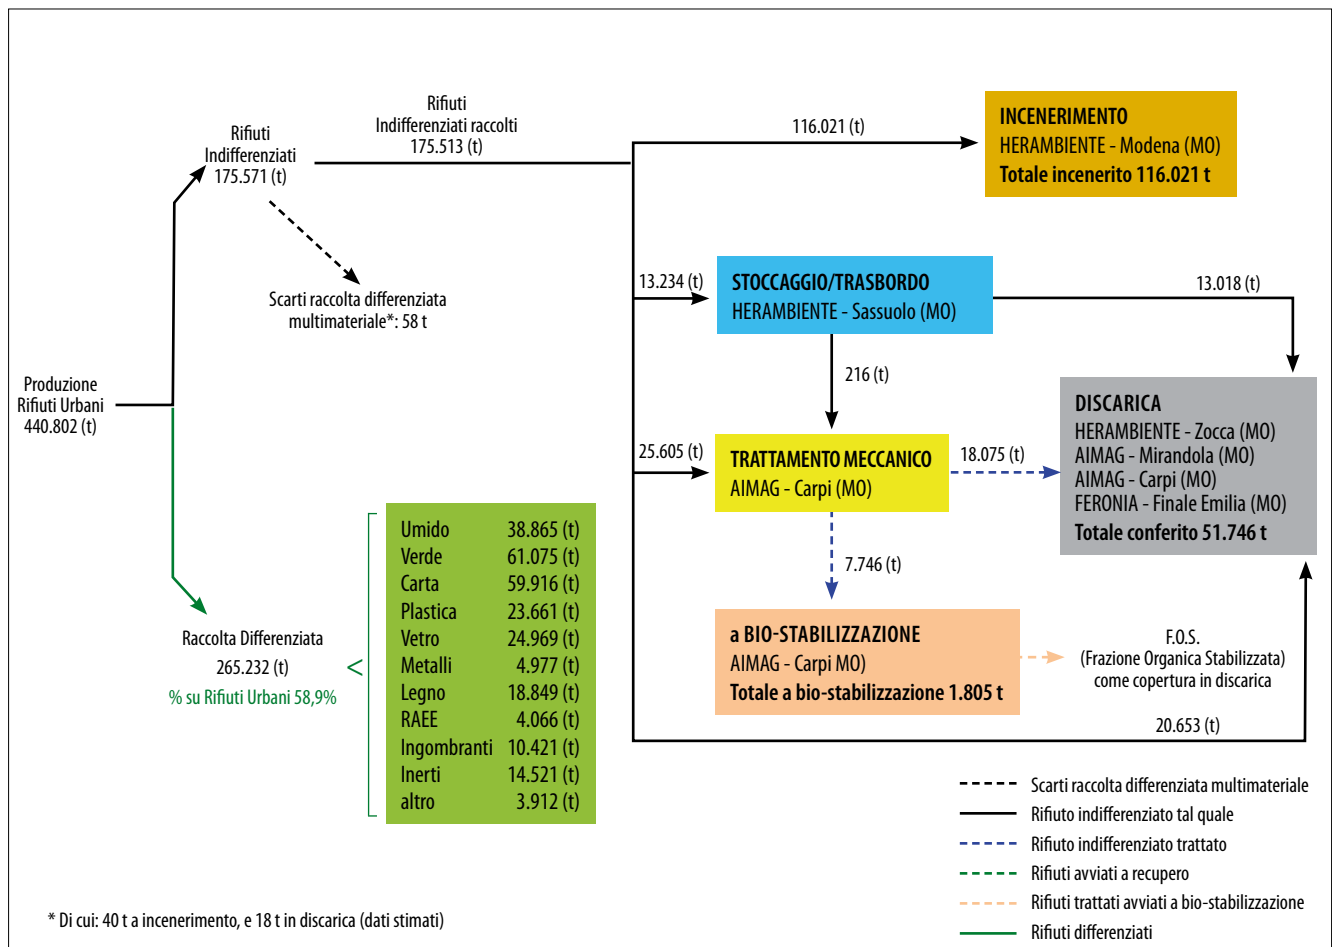 Rifiuti
Indifferenziati raccolti
175.513 (t)
Rifiuti
Indifferenziati
175.571 (t)
116.021 (t)
INCENERIMENTO
HERAMBIENTE - Modena (MO)
Totale incenerito 116.021 t
Scarti raccolta differenziata
multimateriale*: 58 t
13.234 (t)
STOCCAGGIO/TRASBORDO
HERAMBIENTE - Sassuolo (MO)
13.018 (t)
216 (t)
Produzione
Rifiuti Urbani
440.802 (t)
25.605 (t)
TRATTAMENTO MECCANICO
AIMAG - Carpi (MO)
18.075 (t)
DISCARICA
HERAMBIENTE - Zocca (MO)
AIMAG - Mirandola (MO)
AIMAG - Carpi (MO)
FERONIA - Finale Emilia (MO)
Totale conferito 51.746 t
7.746 (t)
Raccolta Differenziata
265.232 (t)
% su Rifiuti Urbani 58,9%
Umido 38.865 (t)
Verde 61.075 (t)
Carta 59.916 (t)
Plastica 23.661 (t)
Vetro 24.969 (t)
Metalli 4.977 (t)
Legno 18.849 (t)
RAEE 4.066 (t)
Ingombranti 10.421 (t)
Inerti 14.521 (t)
altro 3.912 (t)
a BIO-STABILIZZAZIONE
AIMAG - Carpi MO)
Totale a bio-stabilizzazione 1.805 t
F.O.S.
(Frazione Organica Stabilizzata)
come copertura in discarica
20.653 (t)
Scarti raccolta differenziata multimateriale
Rifiuto indifferenziato tal quale
Rifiuto indifferenziato trattato
Rifiuti avviati a recupero
Rifiuti trattati avviati a bio-stabilizzazione
Rifiuti differenziati
* Di cui: 40 t a incenerimento, e 18 t in discarica (dati stimati)